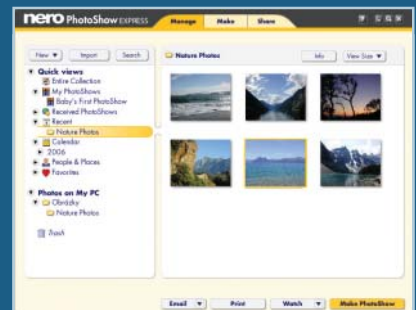 nero PhotoShow EXPRESS
Manage Make Share
New Import Search
Nature Photos
Info View Size
Quick views
Entire Collection
My PhotoShows
Baby's First PhotoShow
Received PhotoShows
Recent
Nature Photos
Calendar
2006
People & Places
Favorites
Photos on My PC
Obrázky
Nature Photos
Trash
Email Print Watch Make PhotoShow